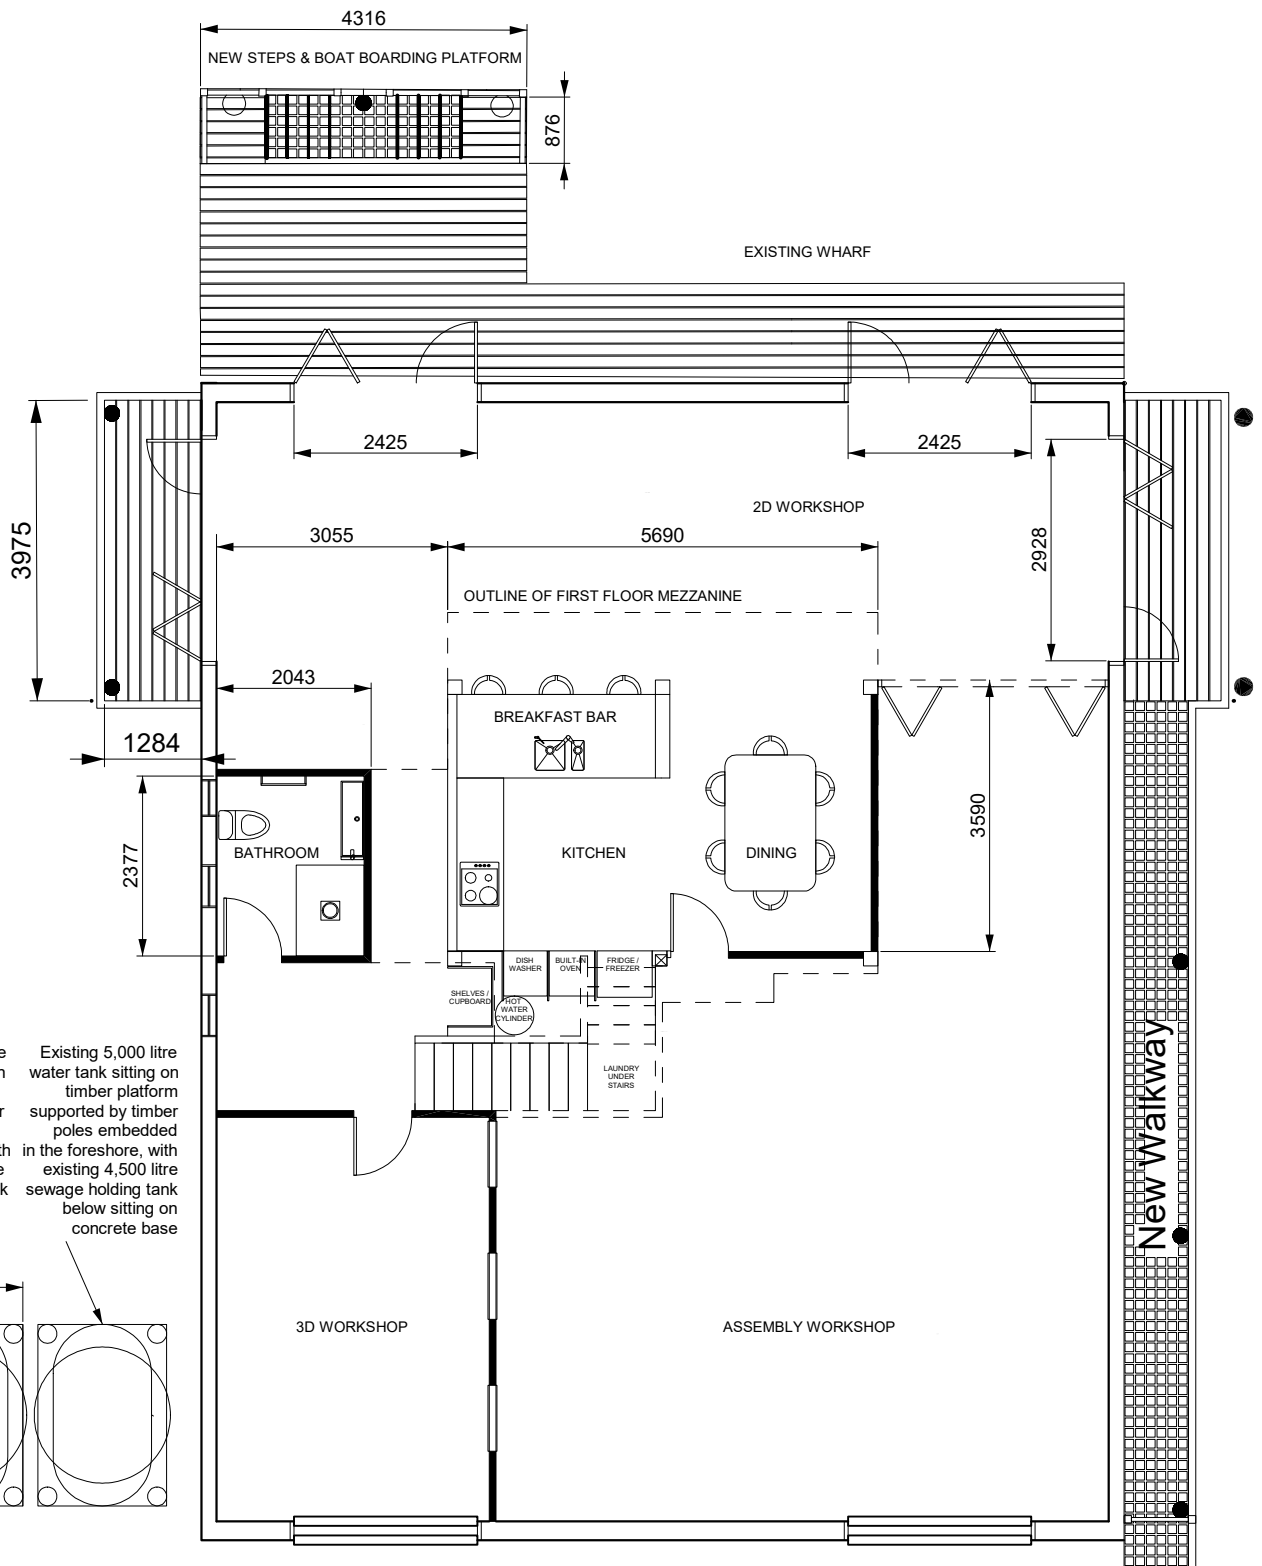 4316
NEW STEPS & BOAT BOARDING PLATFORM
876
EXISTING WHARF
2425
2425
3975
2D WORKSHOP
3055
5690
2928
OUTLINE OF FIRST FLOOR MEZZANINE
2043
BREAKFAST BAR
1284
3590
2377
BATHROOM
KITCHEN
DINING
DISH
WASHER
BUILT-IN
OVEN
FRIDGE /
FREEZER
SHELVES /
CUPBOARD
HOT
WATER
CYLINDER
LAUNDRY
UNDER
STAIRS
Existing 5,000 litre
water tank sitting on
timber platform
supported by timber
poles embedded
in the foreshore, with
existing 4,500 litre
sewage holding tank
below sitting on
concrete base
New Walkway
3D WORKSHOP
ASSEMBLY WORKSHOP